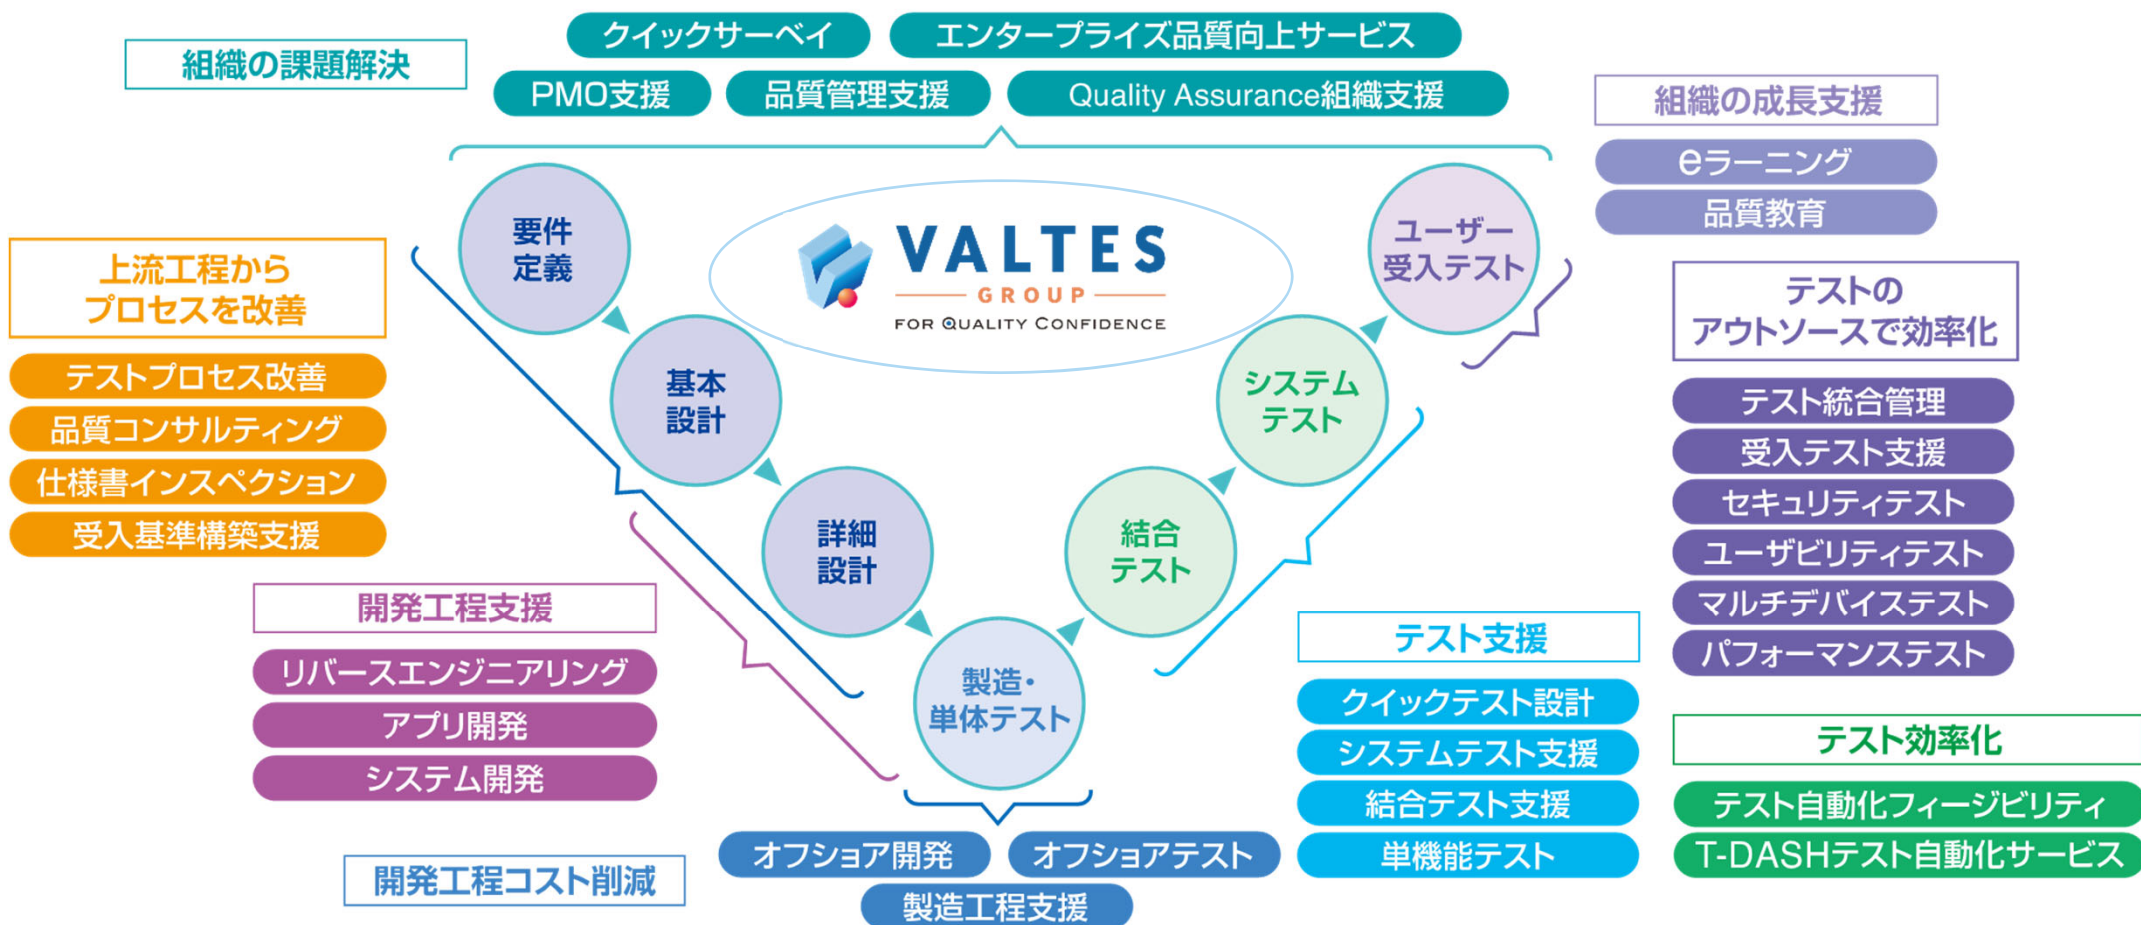 組織の課題解決
クイックサーベイ
エンタープライズ品質向上サービス
PMO支援
品質管理支援
Quality Assurance組織支援
組織の成長支援
eラーニング
品質教育
上流工程から
プロセスを改善
テストプロセス改善
品質コンサルティング
仕様書インスペクション
受入基準構築支援
要件
定義
基本
設計
詳細
設計
製造・
単体テスト
結合
テスト
システム
テスト
ユーザー
受入テスト
VALTES
GROUP
FOR QUALITY CONFIDENCE
テストの
アウトソースで効率化
テスト統合管理
受入テスト支援
セキュリティテスト
ユーザビリティテスト
マルチデバイステスト
パフォーマンステスト
開発工程支援
リバースエンジニアリング
アプリ開発
システム開発
テスト支援
クイックテスト設計
システムテスト支援
結合テスト支援
単機能テスト
テスト効率化
テスト自動化フィージビリティ
T-DASHテスト自動化サービス
開発工程コスト削減
オフショア開発
オフショアテスト
製造工程支援